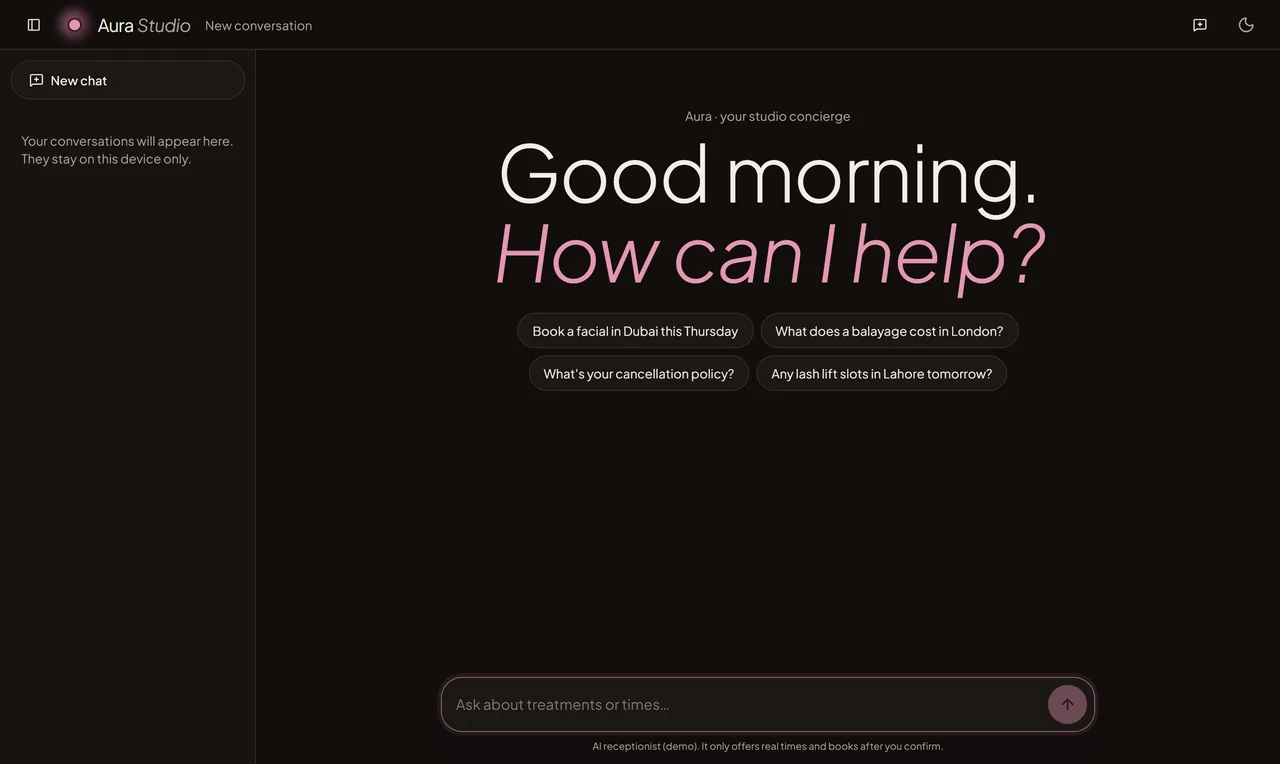 Aura Studio New conversation
New chat
Your conversations will appear here.
They stay on this device only.
Aura · your studio concierge
Good morning.
How can I help?
Book a facial in Dubai this Thursday
What does a balayage cost in London?
What's your cancellation policy?
Any lash lift slots in Lahore tomorrow?
Ask about treatments or times…
AI receptionist (demo). It only offers real times and books after you confirm.